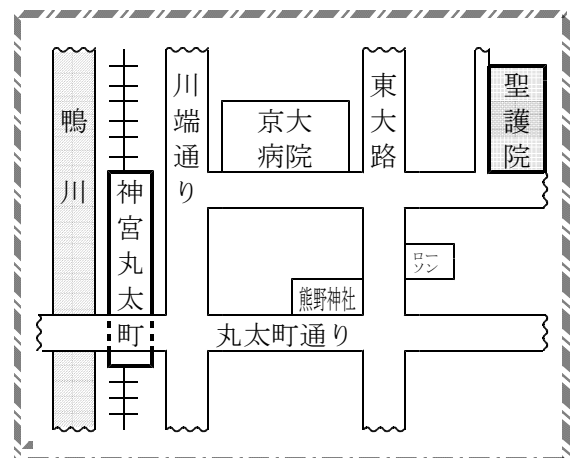 鴨川
神宮丸太町
川端通り
京大
病院
東大路
聖護院
ロー
ソン
熊野神社
丸太町通り